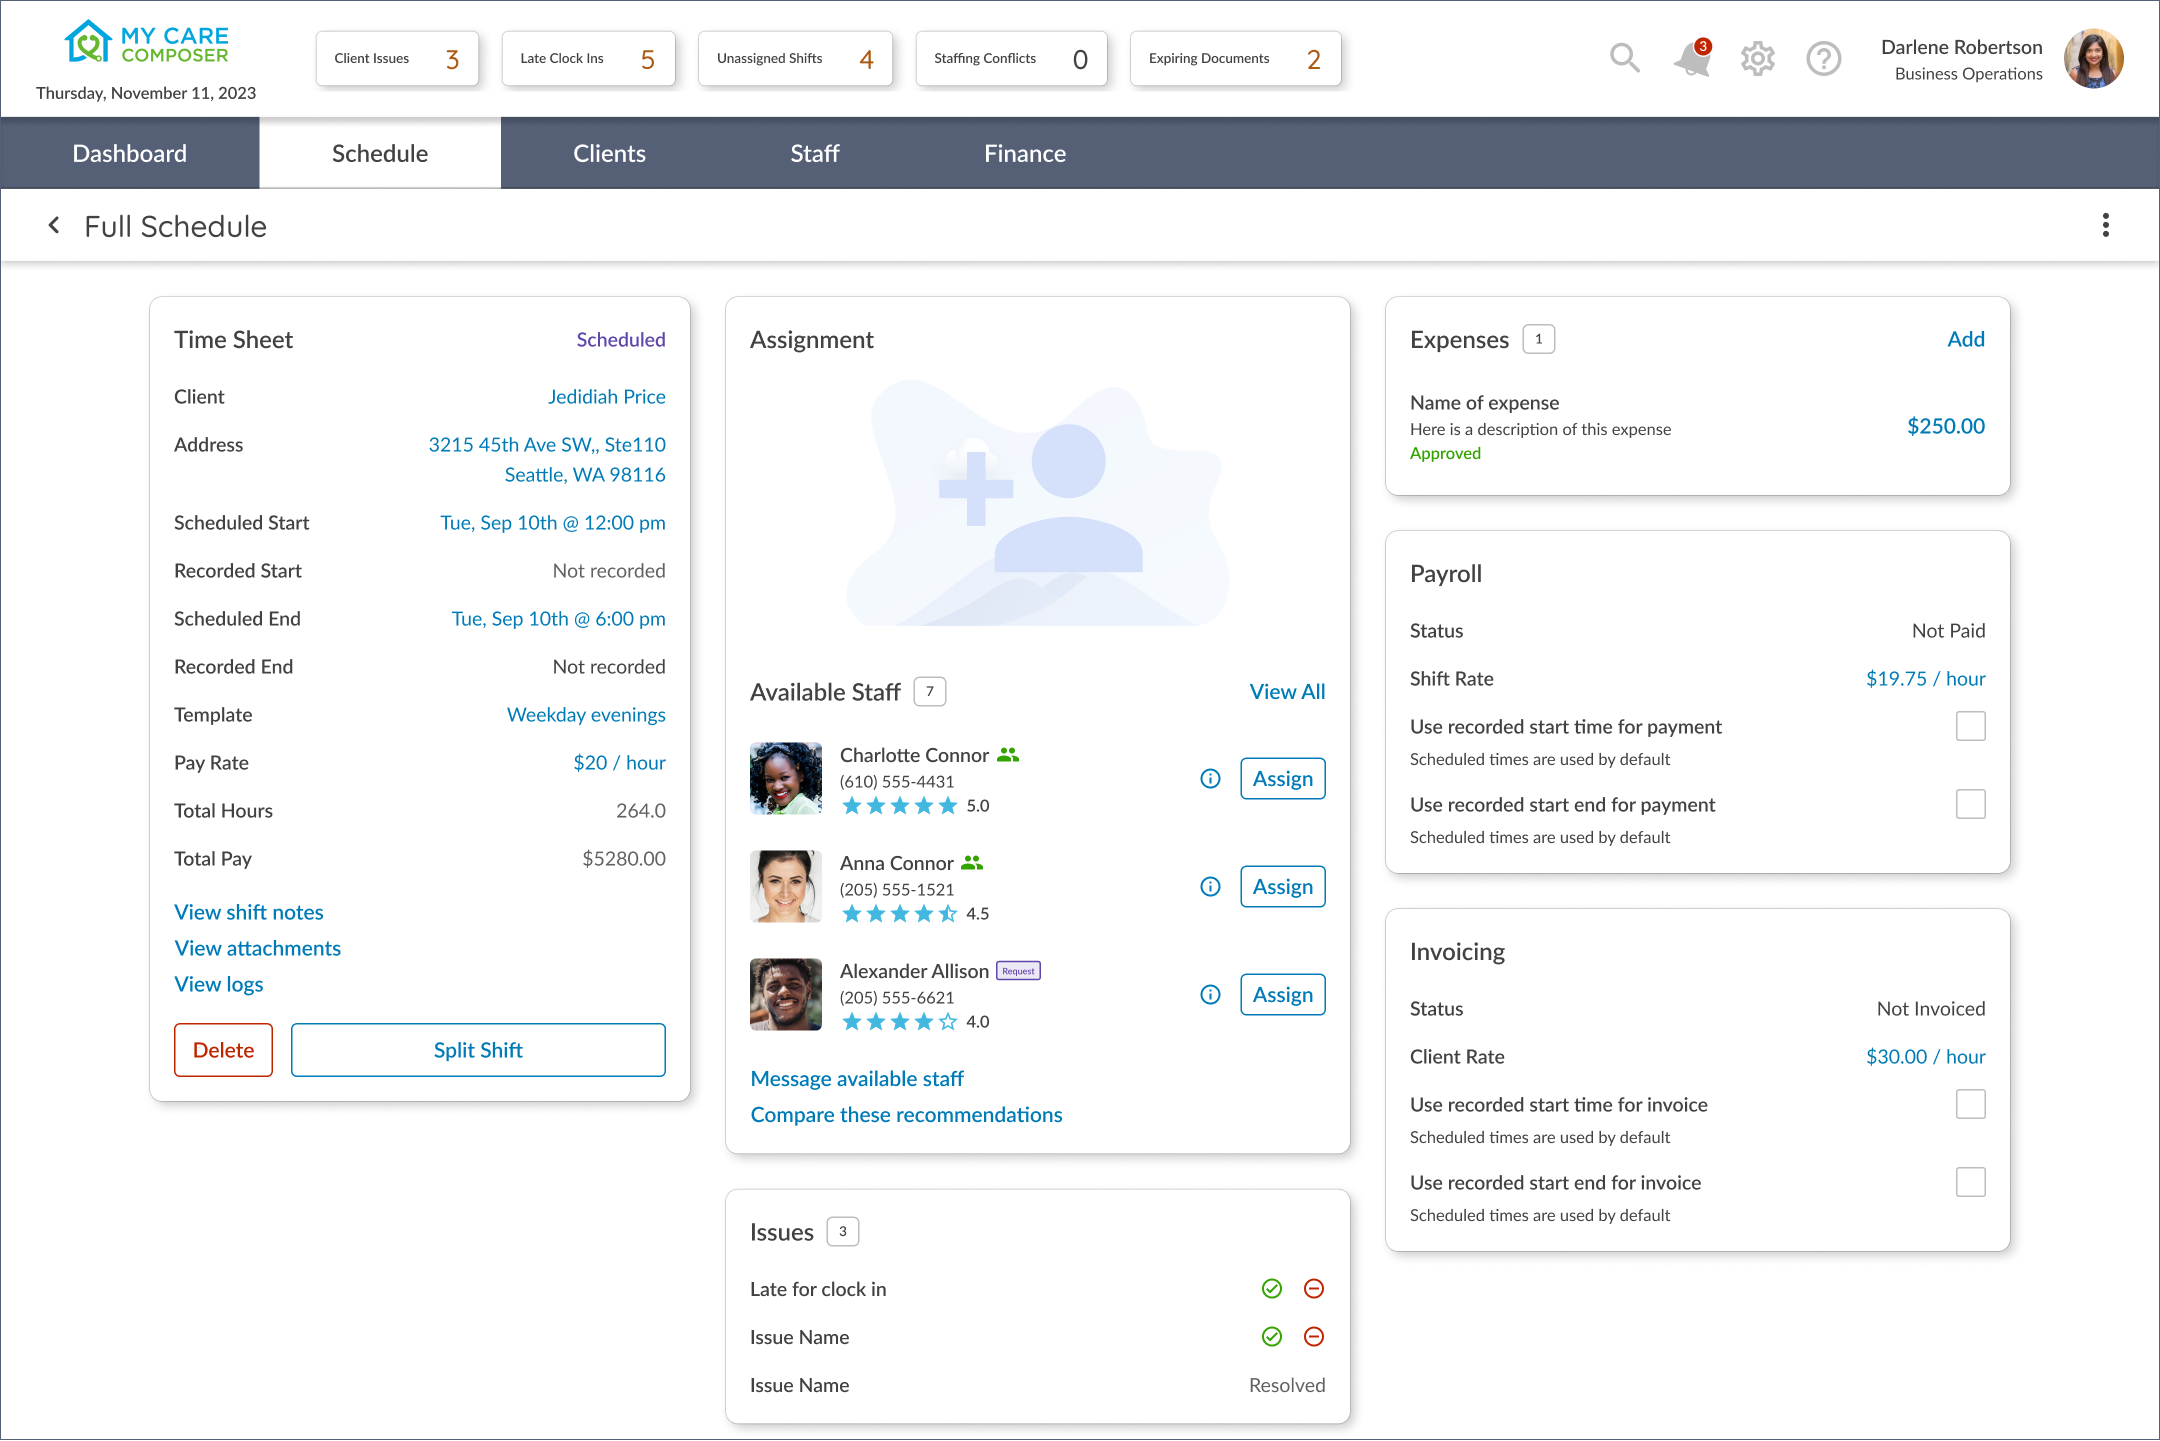 MY CARE
COMPOSER
Thursday, November 11, 2023
Client Issues 3
Late Clock Ins 5
Unassigned Shifts 4
Staffing Conflicts 0
Expiring Documents 2
3
Darlene Robertson
Business Operations
Dashboard
Schedule
Clients
Staff
Finance
Full Schedule
Time Sheet Scheduled
Client Jedidiah Price
Address 3215 45th Ave SW,, Ste110
Seattle, WA 98116
Scheduled Start Tue, Sep 10th @ 12:00 pm
Recorded Start Not recorded
Scheduled End Tue, Sep 10th @ 6:00 pm
Recorded End Not recorded
Template Weekday evenings
Pay Rate $20 / hour
Total Hours 264.0
Total Pay $5280.00
View shift notes
View attachments
View logs
Delete Split Shift
Assignment
Available Staff 7 View All
Charlotte Connor
(610) 555-4431
5.0
Assign
Anna Connor
(205) 555-1521
4.5
Assign
Alexander Allison Request
(205) 555-6621
4.0
Assign
Message available staff
Compare these recommendations
Issues 3
Late for clock in
Issue Name
Issue Name Resolved
Expenses 1 Add
Name of expense
Here is a description of this expense
Approved
$250.00
Payroll
Status Not Paid
Shift Rate $19.75 / hour
Use recorded start time for payment
Scheduled times are used by default
Use recorded start end for payment
Scheduled times are used by default
Invoicing
Status Not Invoiced
Client Rate $30.00 / hour
Use recorded start time for invoice
Scheduled times are used by default
Use recorded start end for invoice
Scheduled times are used by default